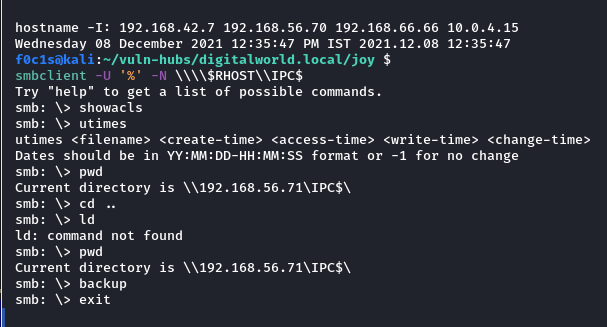 hostname -I: 192.168.42.7 192.168.56.70 192.168.66.66 10.0.4.15
Wednesday 08 December 2021 12:35:47 PM IST 2021.12.08 12:35:47
f0c1s@kali:~/vuln-hubs/digitalworld.local/joy $
smbclient -U '%' -N \\\\$RHOST\\IPC$
Try "help" to get a list of possible commands.
smb: \> showacls
smb: \> utimes
utimes <filename> <create-time> <access-time> <write-time> <change-time>
Dates should be in YY:MM:DD-HH:MM:SS format or -1 for no change
smb: \> pwd
Current directory is \\192.168.56.71\IPC$\
smb: \> cd ..
smb: \> ld
ld: command not found
smb: \> pwd
Current directory is \\192.168.56.71\IPC$\
smb: \> backup
smb: \> exit